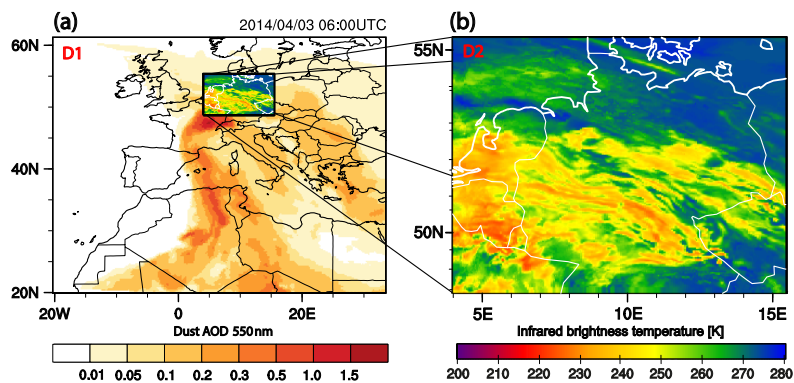 (a)
2014/04/03 06:00UTC
(b)
60N
D1
40N
20N
20W 0 20E
Dust AOD 550nm
0.01 0.05 0.1 0.2 0.3 0.5 1.0 1.5
55N
D2
50N
5E 10E 15E
Infrared brightness temperature [K]
200 210 220 230 240 250 260 270 280